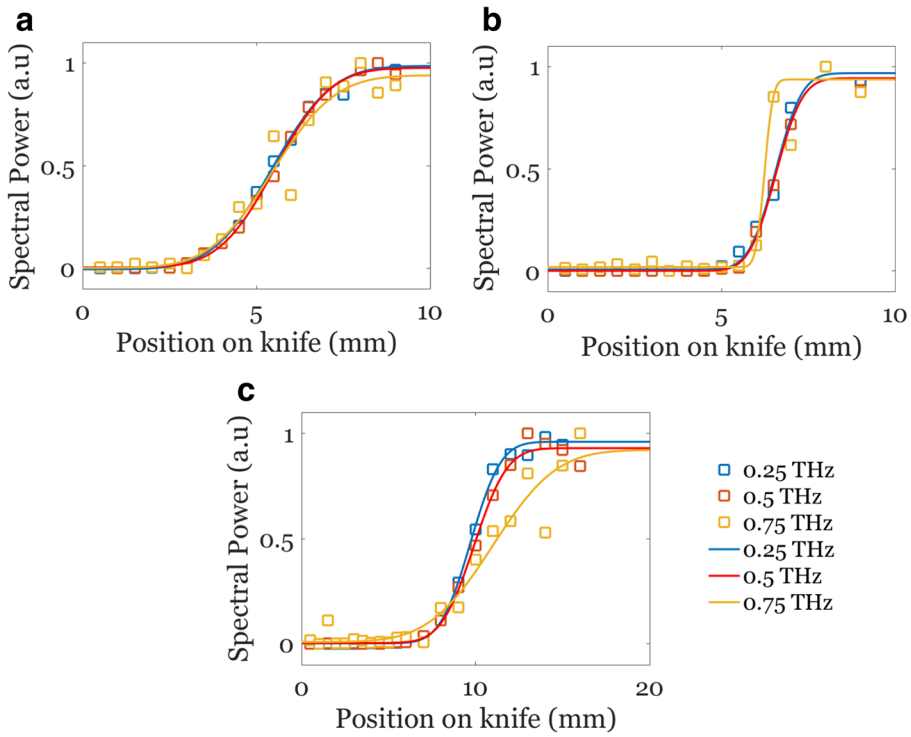 a
Spectral Power (a.u)
1
0.5
0
0 5 10
Position on knife (mm)
b
Spectral Power (a.u)
1
0.5
0
0 5 10
Position on knife (mm)
c
Spectral Power (a.u)
1
0.5
0
0 10 20
Position on knife (mm)
0.25 THz
0.5 THz
0.75 THz
0.25 THz
0.5 THz
0.75 THz